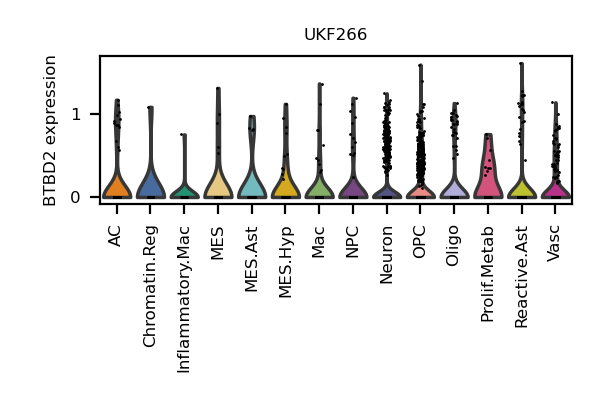 UKF266
BTBD2 expression
1
0
AC
Chromatin.Reg
Inflammatory.Mac
MES
MES.Ast
MES.Hyp
Mac
NPC
Neuron
OPC
Oligo
Prolif.Metab
Reactive.Ast
Vasc